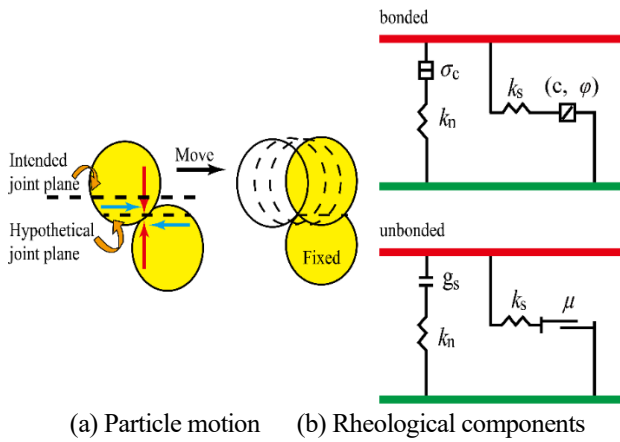 Intended
joint plane
Hypothetical
joint plane
Move
Fixed
bonded
σc
kn
ks
(c, φ)
unbonded
gs
kn
ks
μ
(a) Particle motion (b) Rheological components